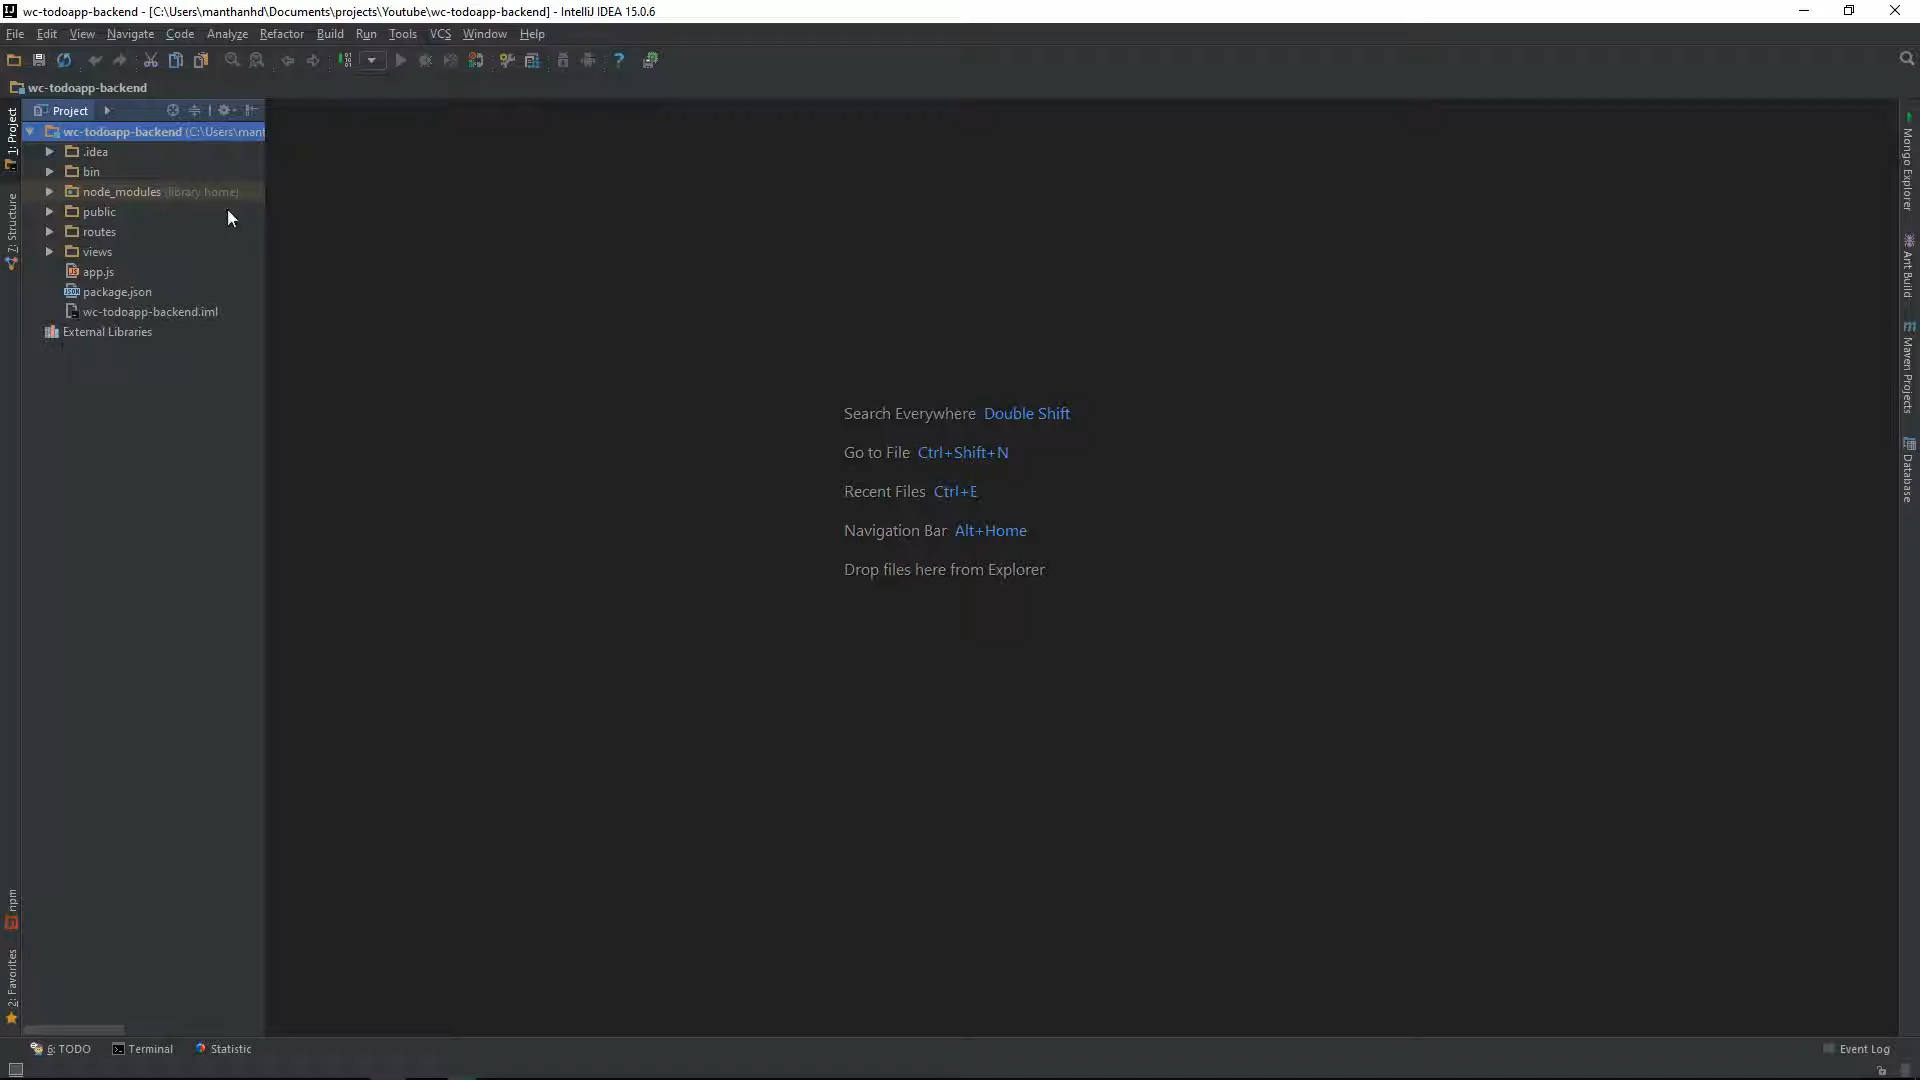 wc-todoapp-backend - [C:\Users\manthanhd\Documents\projects\Youtube\wc-todoapp-backend] - IntelliJ IDEA 15.0.6
File Edit View Navigate Code Analyze Refactor Build Run Tools VCS Window Help
wc-todoapp-backend
Project
wc-todoapp-backend (C:\Users\mant
.idea
bin
node_modules (library home)
public
routes
views
app.js
package.json
wc-todoapp-backend.iml
External Libraries
1: Project
7: Structure
npm
2: Favorites
Search Everywhere Double Shift
Go to File Ctrl+Shift+N
Recent Files Ctrl+E
Navigation Bar Alt+Home
Drop files here from Explorer
Mongo Explorer
Ant Build
Maven Projects
Database
6: TODO Terminal Statistic
Event Log